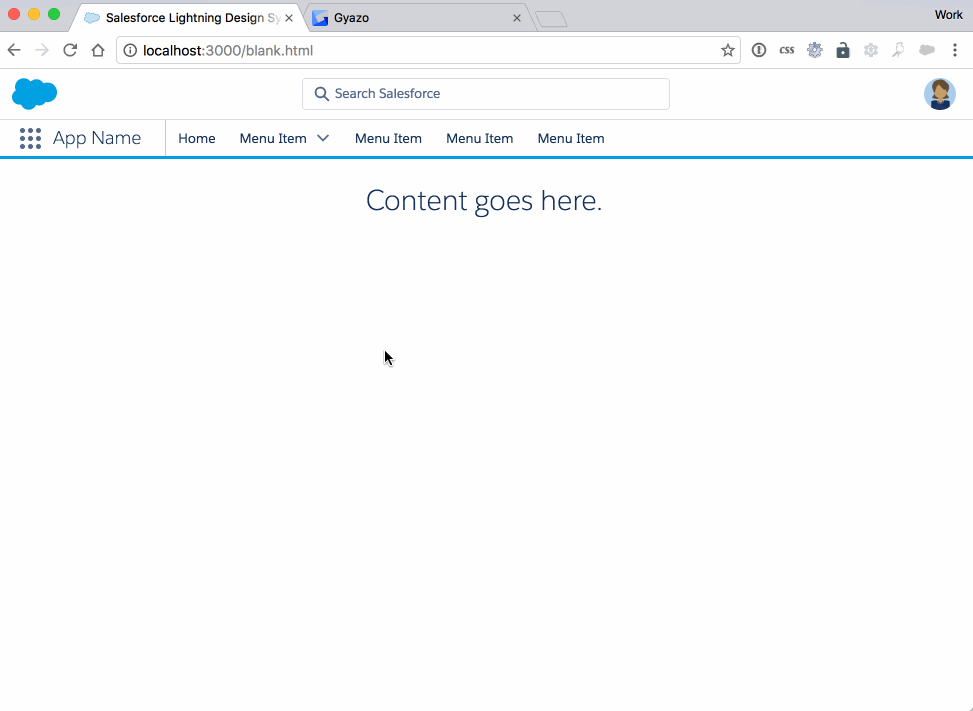 Salesforce Lightning Design Sy
Gyazo
Work
localhost:3000/blank.html
css
Search Salesforce
App Name
Home
Menu Item
Menu Item
Menu Item
Menu Item
Content goes here.